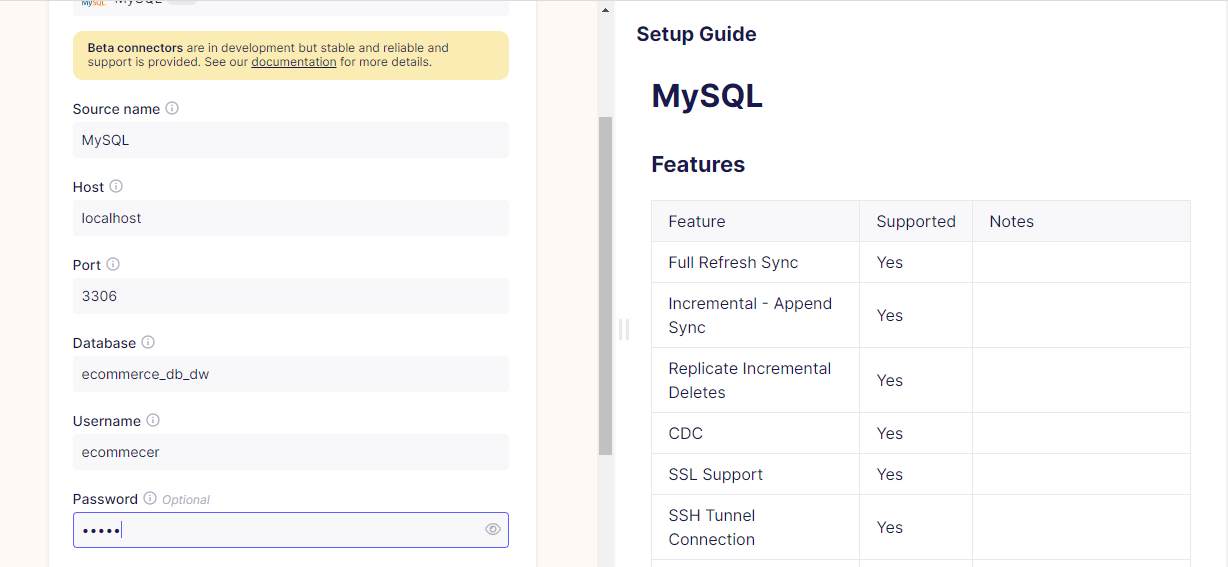 MySQL
Beta connectors are in development but stable and reliable and
support is provided. See our documentation for more details.
Source name
MySQL
Host
localhost
Port
3306
Database
ecommerce_db_dw
Username
ecommecer
Password Optional
•••••
Setup Guide
MySQL
Features
Feature Supported Notes
Full Refresh Sync Yes
Incremental - Append
Sync Yes
Replicate Incremental
Deletes Yes
CDC Yes
SSL Support Yes
SSH Tunnel
Connection Yes